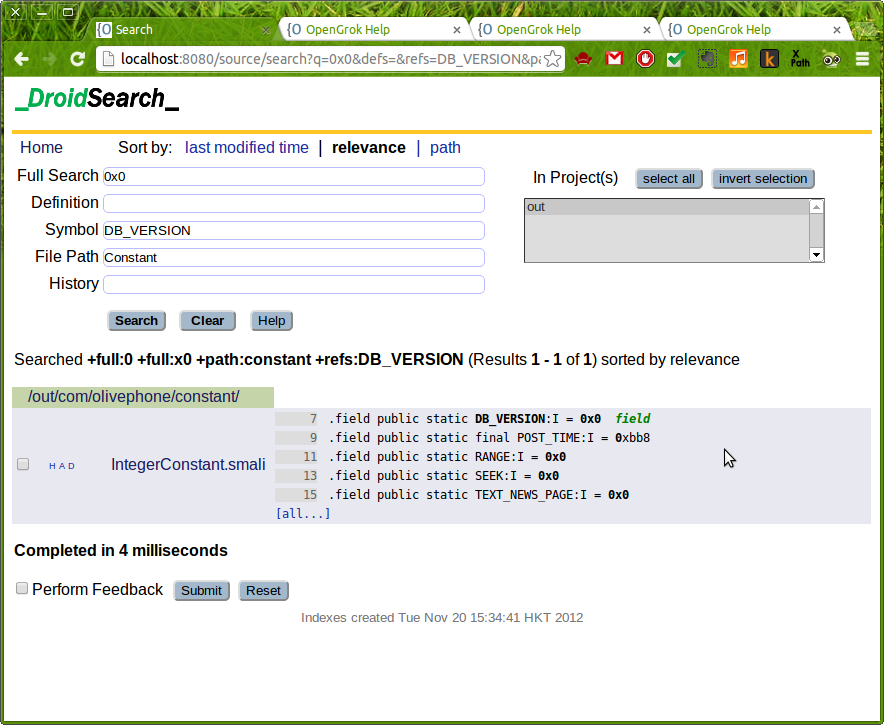 Search
OpenGrok Help
OpenGrok Help
OpenGrok Help
localhost:8080/source/search?q=0x0&defs=&refs=DB_VERSION&pa
X Path
_DroidSearch_
Home Sort by: last modified time | relevance | path
Full Search 0x0
In Project(s) select all invert selection
Definition
out
Symbol DB_VERSION
File Path Constant
History
Search Clear Help
Searched +full:0 +full:x0 +path:constant +refs:DB_VERSION (Results 1 - 1 of 1) sorted by relevance
/out/com/olivephone/constant/
H A D IntegerConstant.smali
7 .field public static DB_VERSION:I = 0x0 field
9 .field public static final POST_TIME:I = 0xbb8
11 .field public static RANGE:I = 0x0
13 .field public static SEEK:I = 0x0
15 .field public static TEXT_NEWS_PAGE:I = 0x0
[all...]
Completed in 4 milliseconds
Perform Feedback Submit Reset
Indexes created Tue Nov 20 15:34:41 HKT 2012